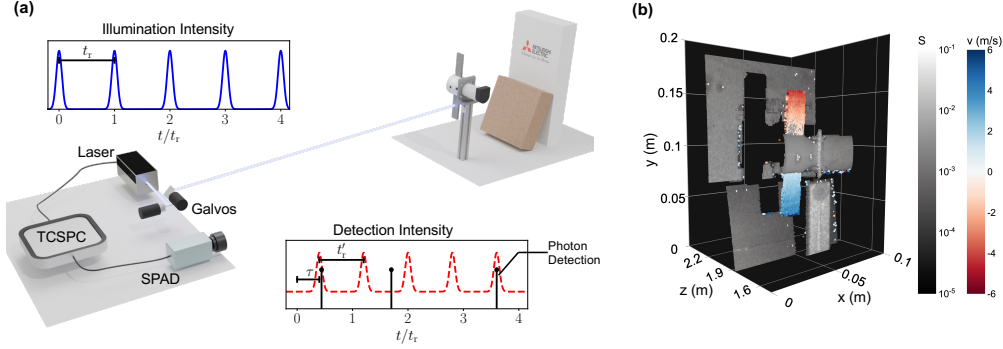 (a)
Illumination Intensity
t_r
0 1 2 3 4
t/t_r
MITSUBISHI
ELECTRIC
Laser
Galvos
TCSPC
SPAD
Detection Intensity
t'_r
τ
Photon
Detection
0 1 2 3 4
t/t_r
(b)
S
v (m/s)
0.2
0.15
0.1
0.05
0
y (m)
2.2
1.9
1.6
z (m)
0
0.05
0.1
x (m)
10^-1
10^-2
10^-3
10^-4
10^-5
6
4
2
0
-2
-4
-6